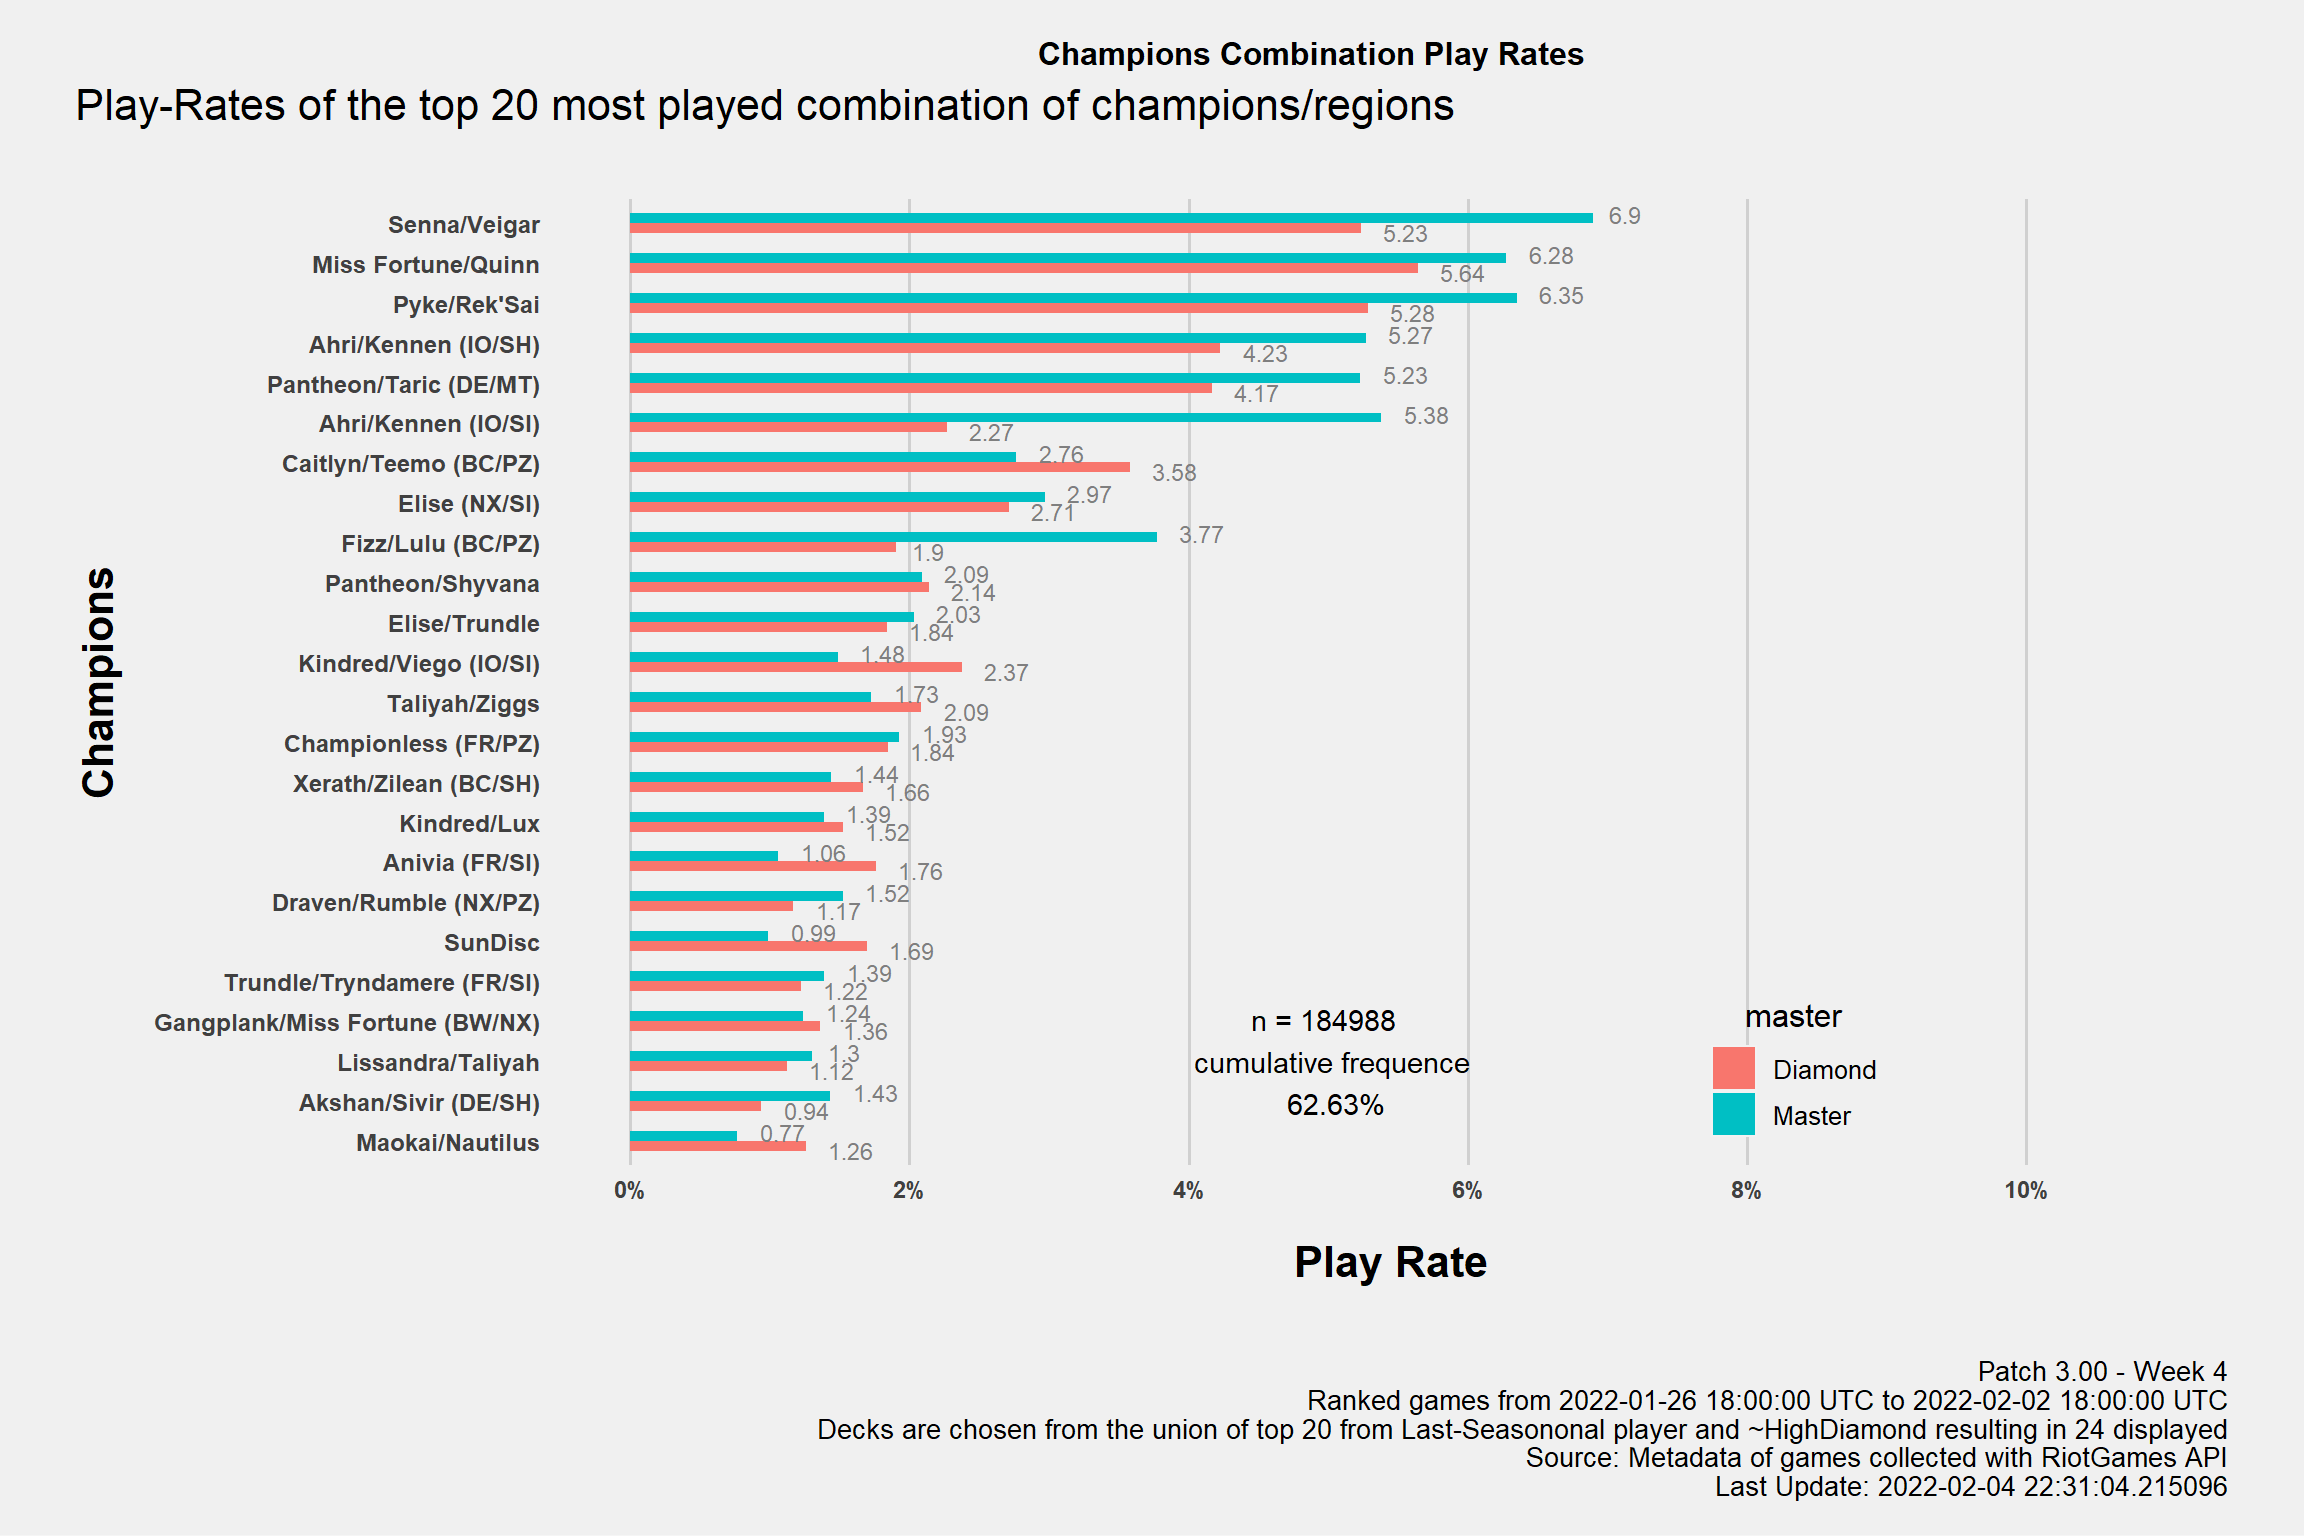 Champions Combination Play Rates
Play-Rates of the top 20 most played combination of champions/regions
Champions
Senna/Veigar
6.9
5.23
Miss Fortune/Quinn
6.28
5.64
Pyke/Rek'Sai
6.35
5.28
Ahri/Kennen (IO/SH)
5.27
4.23
Pantheon/Taric (DE/MT)
5.23
4.17
Ahri/Kennen (IO/SI)
5.38
2.27
Caitlyn/Teemo (BC/PZ)
2.76
3.58
Elise (NX/SI)
2.97
2.71
Fizz/Lulu (BC/PZ)
3.77
1.9
Pantheon/Shyvana
2.09
2.14
Elise/Trundle
2.03
1.84
Kindred/Viego (IO/SI)
1.48
2.37
Taliyah/Ziggs
1.73
2.09
Championless (FR/PZ)
1.93
1.84
Xerath/Zilean (BC/SH)
1.44
1.66
Kindred/Lux
1.39
1.52
Anivia (FR/SI)
1.06
1.76
Draven/Rumble (NX/PZ)
1.52
1.17
SunDisc
0.99
1.69
Trundle/Tryndamere (FR/SI)
1.39
1.22
Gangplank/Miss Fortune (BW/NX)
1.24
1.36
Lissandra/Taliyah
1.3
1.12
Akshan/Sivir (DE/SH)
1.43
0.94
Maokai/Nautilus
0.77
1.26
n = 184988
cumulative frequence
62.63%
master
Diamond
Master
0% 2% 4% 6% 8% 10%
Play Rate
Patch 3.00 - Week 4
Ranked games from 2022-01-26 18:00:00 UTC to 2022-02-02 18:00:00 UTC
Decks are chosen from the union of top 20 from Last-Seasononal player and ~HighDiamond resulting in 24 displayed
Source: Metadata of games collected with RiotGames API
Last Update: 2022-02-04 22:31:04.215096